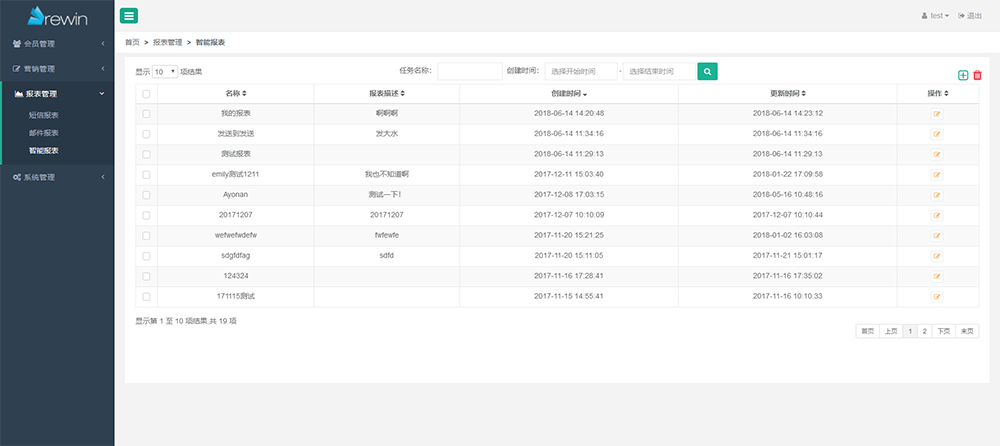 rewin
test 退出
会员管理
营销管理
报表管理
短信报表
邮件报表
智能报表
系统管理
首页 > 报表管理 > 智能报表
显示 10 项结果 任务名称: 创建时间: 选择开始时间 - 选择结束时间
名称 报表描述 创建时间 更新时间 操作
我的报表 啊啊啊 2018-06-14 14:20:48 2018-06-14 14:23:12
发送到发送 发大水 2018-06-14 11:34:16 2018-06-14 11:34:16
测试报表 2018-06-14 11:29:13 2018-06-14 11:29:13
emily测试1211 我也不知道啊 2017-12-11 15:03:40 2018-01-22 17:09:58
Ayonan 测试一下! 2017-12-08 17:03:15 2018-05-16 10:48:16
20171207 20171207 2017-12-07 10:10:09 2017-12-07 10:10:44
wefwefwdefw fwfewfe 2017-11-20 15:21:25 2018-01-02 16:03:08
sdgfdfag sdfd 2017-11-20 15:11:05 2017-11-21 15:01:17
124324 2017-11-16 17:28:41 2017-11-16 17:35:02
171115测试 2017-11-15 14:55:41 2017-11-16 10:10:33
显示第 1 至 10 项结果,共 19 项
首页 上页 1 2 下页 末页